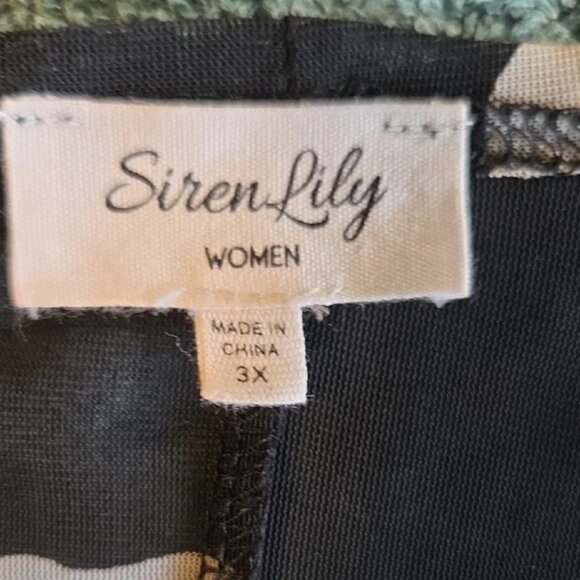 Siren Lily
WOMEN
MADE IN
CHINA
3X